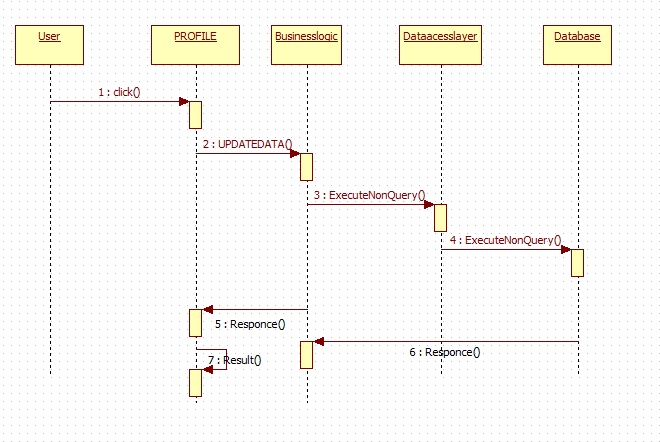 User
PROFILE
Businesslogic
Dataacesslayer
Database
1 : click()
2 : UPDATEDATA()
3 : ExecuteNonQuery()
4 : ExecuteNonQuery()
5 : Responce()
6 : Responce()
7 : Result()